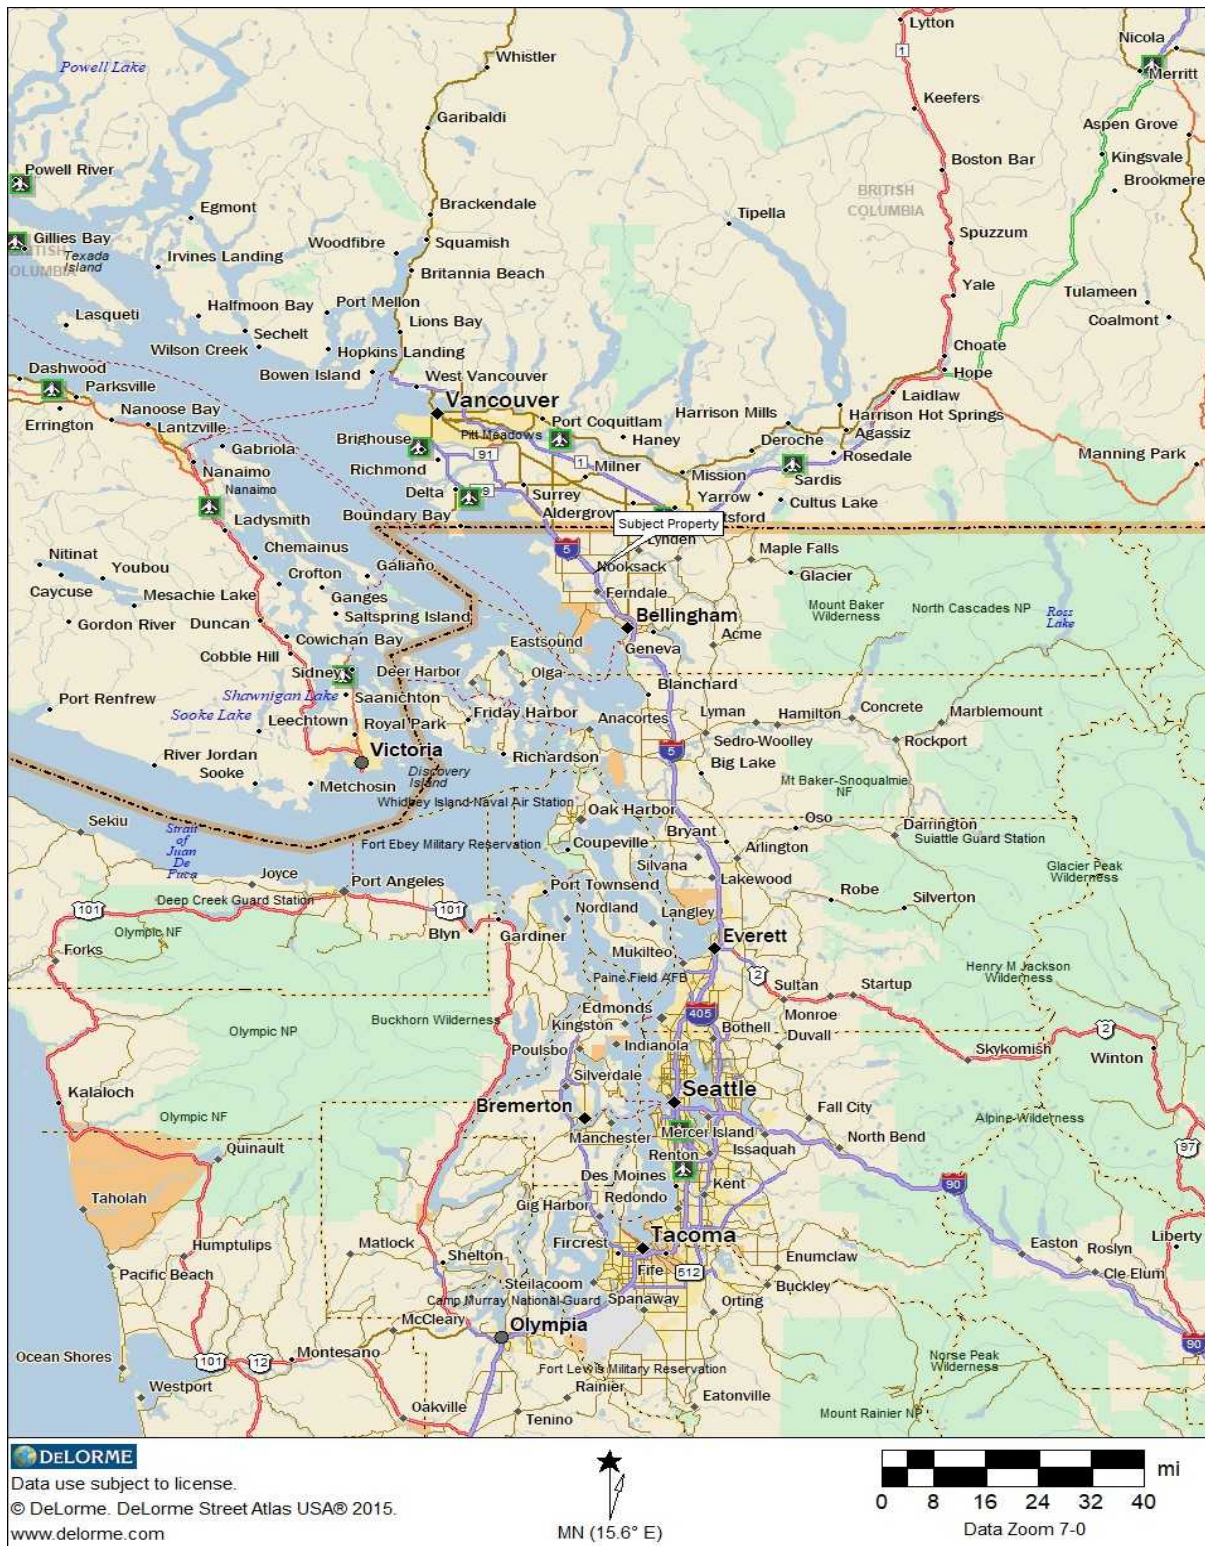 Lytton
Nicola
Whistler
1
Powell Lake
Merritt
Keefers
Garibaldi
Aspen Grove
Boston Bar
Kingsvale
Powell River
BRITISH
COLUMBIA
Brookmere
Egmont
Brackendale
Tipella
Gillies Bay
Texada
Island
Woodfibre
Squamish
Spuzzum
Irvines Landing
Britannia Beach
Yale
Tulameen
Halfmoon Bay
Port Mellon
Lasqueti
Sechelt
Lions Bay
Coalmont
Wilson Creek
Hopkins Landing
Choate
Dashwood
Bowen Island
Hope
Parksville
West Vancouver
Laidlaw
Nanoose Bay
Vancouver
Errington
Lantzville
Port Coquitlam
Harrison Mills
Harrison Hot Springs
Brighouse
Pitt Meadows
Haney
Deroche
Agassiz
Gabriola
91
Rosedale
Manning Park
Nanaimo
Richmond
1
Milner
Mission
Sardis
Nanaimo
Delta
Surrey
Yarrow
Cultus Lake
Ladysmith
Boundary Bay
Aldergrove
Subject Property
Chemainus
5
Lynden
Maple Falls
Nitinat
Youbou
Galiano
Nooksack
Glacier
Caycuse
Crofton
Ferndale
Mesachie Lake
Ganges
Mount Baker
Wilderness
North Cascades NP
Ross
Lake
Gordon River
Duncan
Saltspring Island
Bellingham
Cowichan Bay
Eastsound
Acme
Cobble Hill
Geneva
Sidney
Deer Harbor
Olga
Port Renfrew
Shawnigan Lake
Saanichton
Blanchard
Sooke Lake
Leechtown
Royal Park
Friday Harbor
Anacortes
Lyman
Hamilton
Concrete
Marblemount
River Jordan
Victoria
5
Sedro-Woolley
Rockport
Sooke
Discovery
Island
Richardson
Big Lake
Metchosin
Mt Baker-Snoqualmie
NF
Whidbey Island Naval Air Station
Oak Harbor
Sekiu
Strait
of
Juan
De
Fuca
Bryant
Oso
Darrington
Suiattle Guard Station
Fort Ebey Military Reservation
Coupeville
Arlington
Joyce
Silvana
Glacier Peak
Wilderness
Port Angeles
Lakewood
Port Townsend
Robe
Deep Creek Guard Station
Silverton
101
101
Nordland
Langley
Olympic NF
Blyn
Gardiner
Everett
Forks
Mukilteo
Paine Field AFB
2
Henry M Jackson
Wilderness
Sultan
Startup
Edmonds
405
Monroe
Olympic NP
Buckhorn Wilderness
Kingston
Bothell
2
Poulsbo
Indianola
Duvall
Skykomish
Winton
Silverdale
Kalaloch
Seattle
Olympic NF
Bremerton
Fall City
Alpine Wilderness
Manchester
Mercer Island
North Bend
Quinault
Renton
Issaquah
97
Des Moines
90
Taholah
Redondo
Kent
Gig Harbor
Tacoma
Liberty
Humptulips
Matlock
Shelton
Fircrest
Enumclaw
Easton
Roslyn
Pacific Beach
Fife
512
Cle Elum
Steilacoom
Buckley
Camp Murray National Guard
Spanaway
Orting
McCleary
Olympia
Ocean Shores
101
12
Montesano
Fort Lewis Military Reservation
Norse Peak
Wilderness
90
Westport
Rainier
Eatonville
Oakville
Tenino
Mount Rainier NP
DELORME
Data use subject to license.
© DeLorme. DeLorme Street Atlas USA® 2015.
www.delorme.com
MN (15.6° E)
mi
0 8 16 24 32 40
Data Zoom 7-0